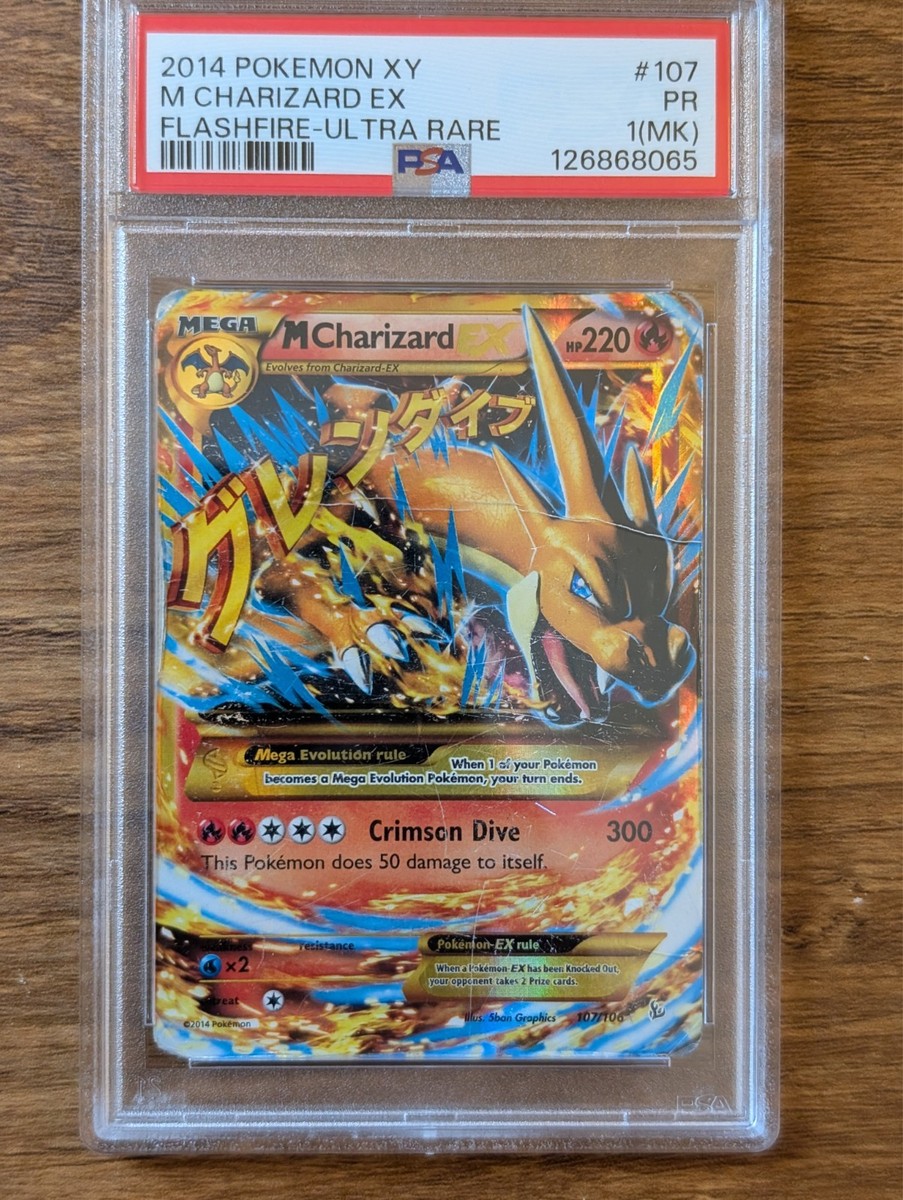 2014 POKEMON XY #107
M CHARIZARD EX PR
FLASHFIRE-ULTRA RARE 1(MK)
PSA 126868065
MEGA
M Charizard EX HP 220
Evolves from Charizard-EX
グレンダイブ
Mega Evolution rule
When 1 of your Pokémon
becomes a Mega Evolution Pokémon, your turn ends.
Crimson Dive 300
This Pokémon does 50 damage to itself.
resistance
×2
Pokémon-EX rule
When a Pokémon-EX has been Knocked Out,
your opponent takes 2 Prize cards.
Illus. 5ban Graphics 107/106
©2014 Pokémon
PSA